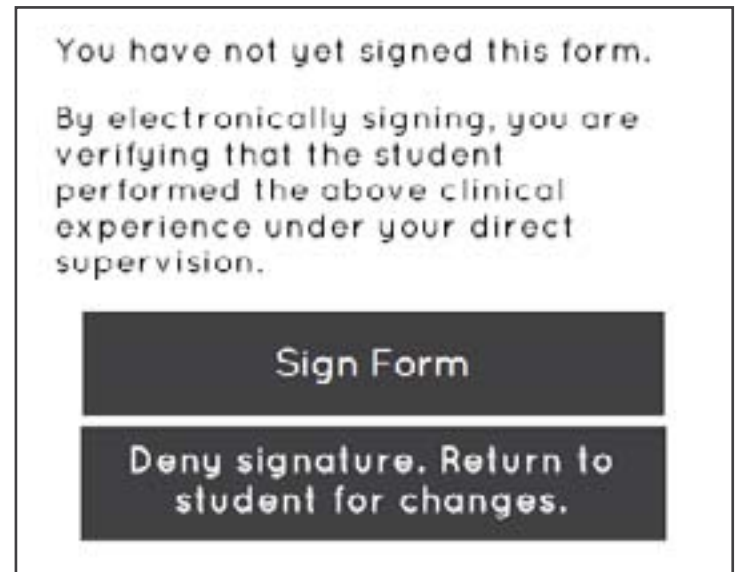 You have not yet signed this form.
By electronically signing, you are
verifying that the student
performed the above clinical
experience under your direct
supervision.
Sign Form
Deny signature. Return to
student for changes.